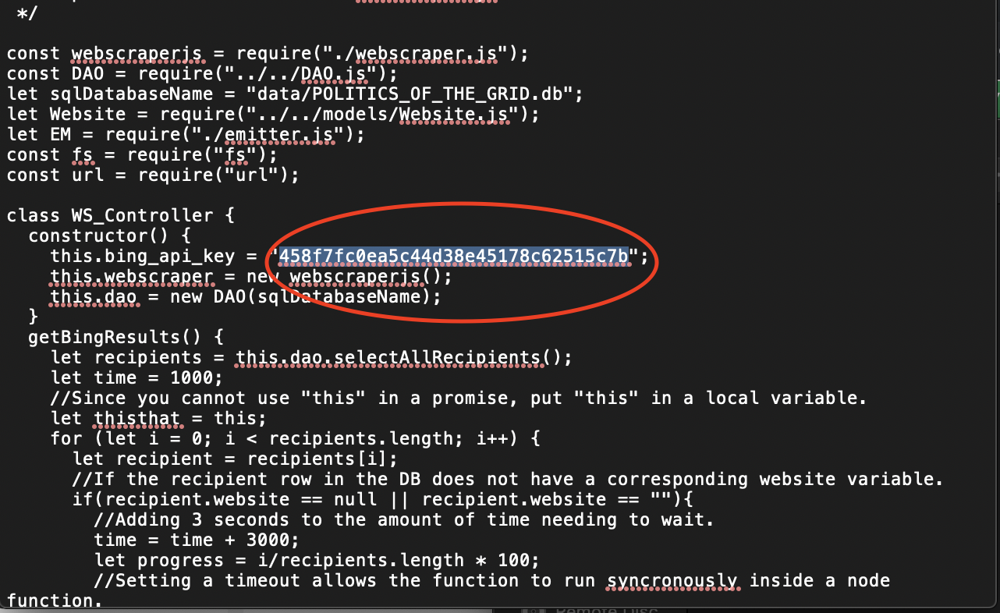 */
const webscraperjs = require("./webscraper.js");
const DAO = require("../../DAO.js");
let sqlDatabaseName = "data/POLITICS_OF_THE_GRID.db";
let Website = require("../../models/Website.js");
let EM = require("./emitter.js");
const fs = require("fs");
const url = require("url");
class WS_Controller {
constructor() {
this.bing_api_key = "458f7fc0ea5c44d38e45178c62515c7b";
this.webscraper = new webscraperjs();
this.dao = new DAO(sqlDatabaseName);
}
getBingResults() {
let recipients = this.dao.selectAllRecipients();
let time = 1000;
//Since you cannot use "this" in a promise, put "this" in a local variable.
let thisthat = this;
for (let i = 0; i < recipients.length; i++) {
let recipient = recipients[i];
//If the recipient row in the DB does not have a corresponding website variable.
if(recipient.website == null || recipient.website == ""){
//Adding 3 seconds to the amount of time needing to wait.
time = time + 3000;
let progress = i/recipients.length * 100;
//Setting a timeout allows the function to run syncronously inside a node
function.
Remote Disc